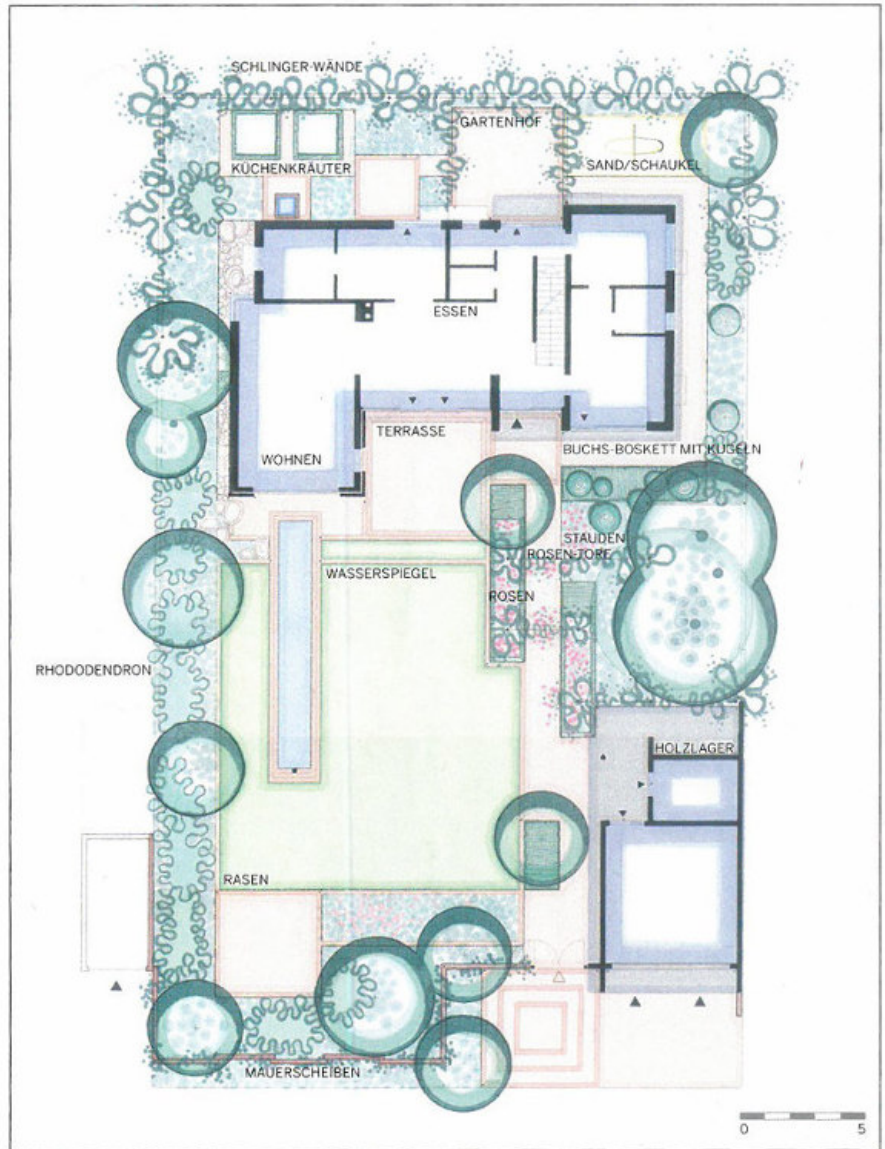 SCHLINGER-WÄNDE
GARTENHOF
KÜCHENKRÄUTER
SAND/SCHAUKEL
ESSEN
TERRASSE
WOHNEN
BUCHS-BOSKETT MIT KUGELN
STAUDEN
ROSEN-TORE
WASSERSPIEGEL
ROSEN
RHODODENDRON
HOLZLAGER
RASEN
MAUERSCHEIBEN
0 5